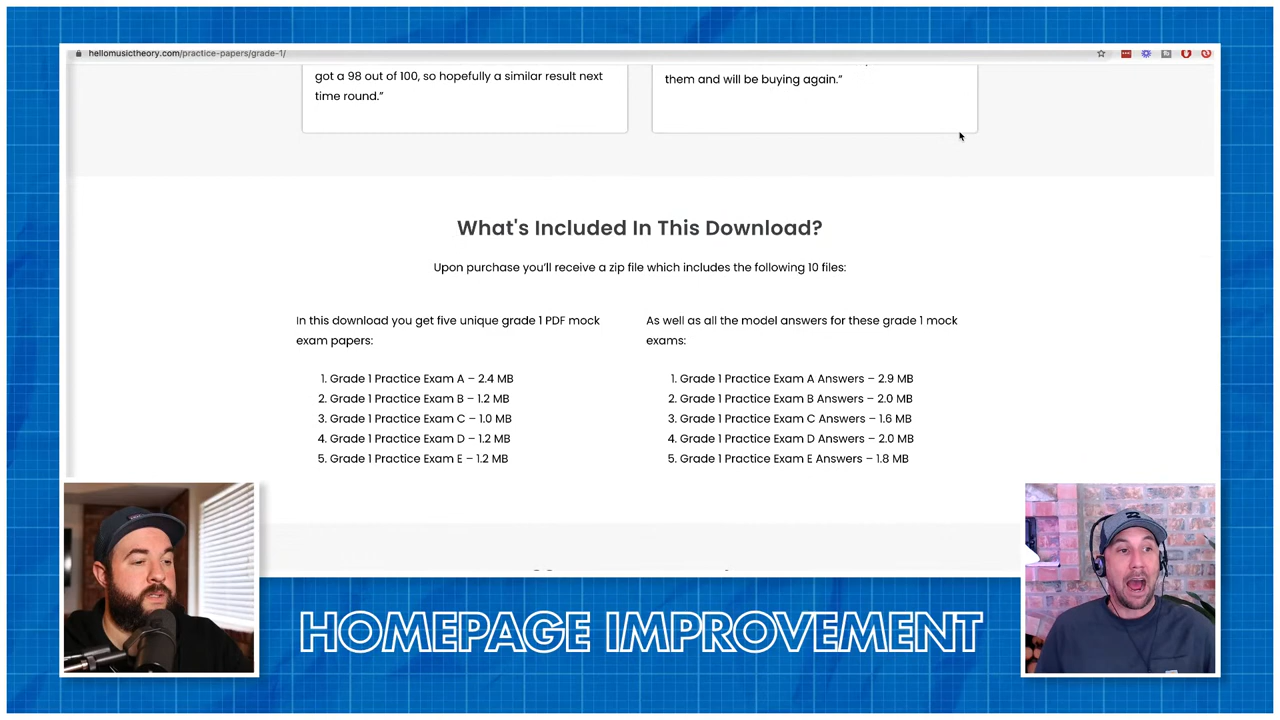 hellomusictheory.com/practice-papers/grade-1/
got a 98 out of 100, so hopefully a similar result next
time round.”
them and will be buying again.”
What's Included In This Download?
Upon purchase you’ll receive a zip file which includes the following 10 files:
In this download you get five unique grade 1 PDF mock
exam papers:
1. Grade 1 Practice Exam A – 2.4 MB
2. Grade 1 Practice Exam B – 1.2 MB
3. Grade 1 Practice Exam C – 1.0 MB
4. Grade 1 Practice Exam D – 1.2 MB
5. Grade 1 Practice Exam E – 1.2 MB
As well as all the model answers for these grade 1 mock
exams:
1. Grade 1 Practice Exam A Answers – 2.9 MB
2. Grade 1 Practice Exam B Answers – 2.0 MB
3. Grade 1 Practice Exam C Answers – 1.6 MB
4. Grade 1 Practice Exam D Answers – 2.0 MB
5. Grade 1 Practice Exam E Answers – 1.8 MB
HOMEPAGE IMPROVEMENT